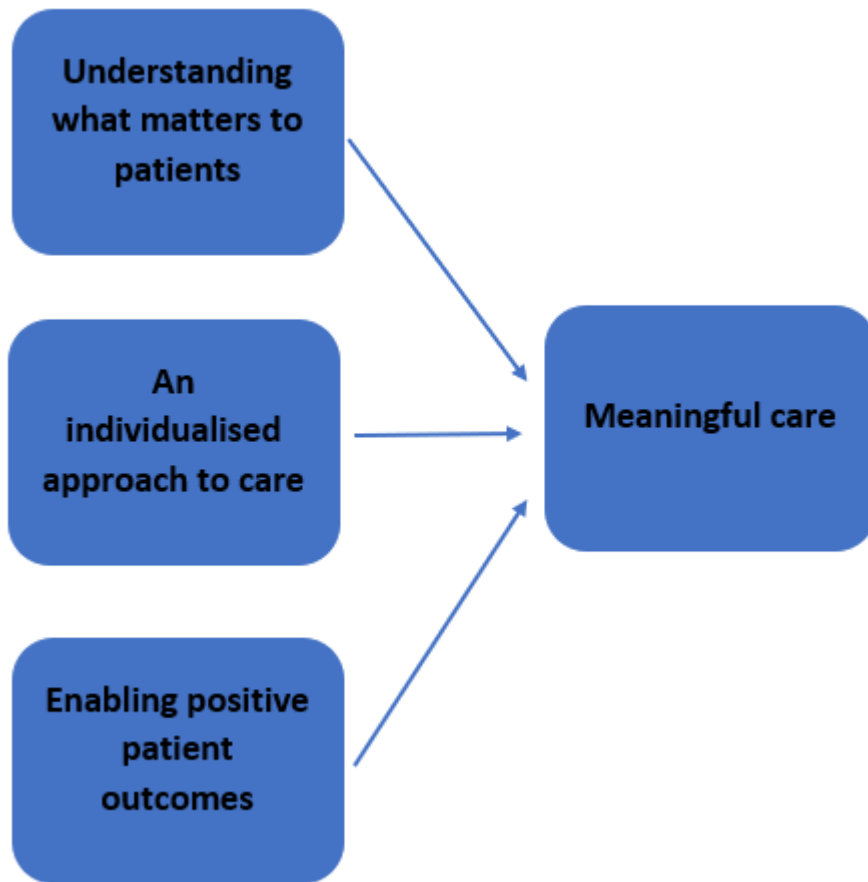 Understanding
what matters to
patients
An
individualised
approach to care
Meaningful care
Enabling positive
patient
outcomes